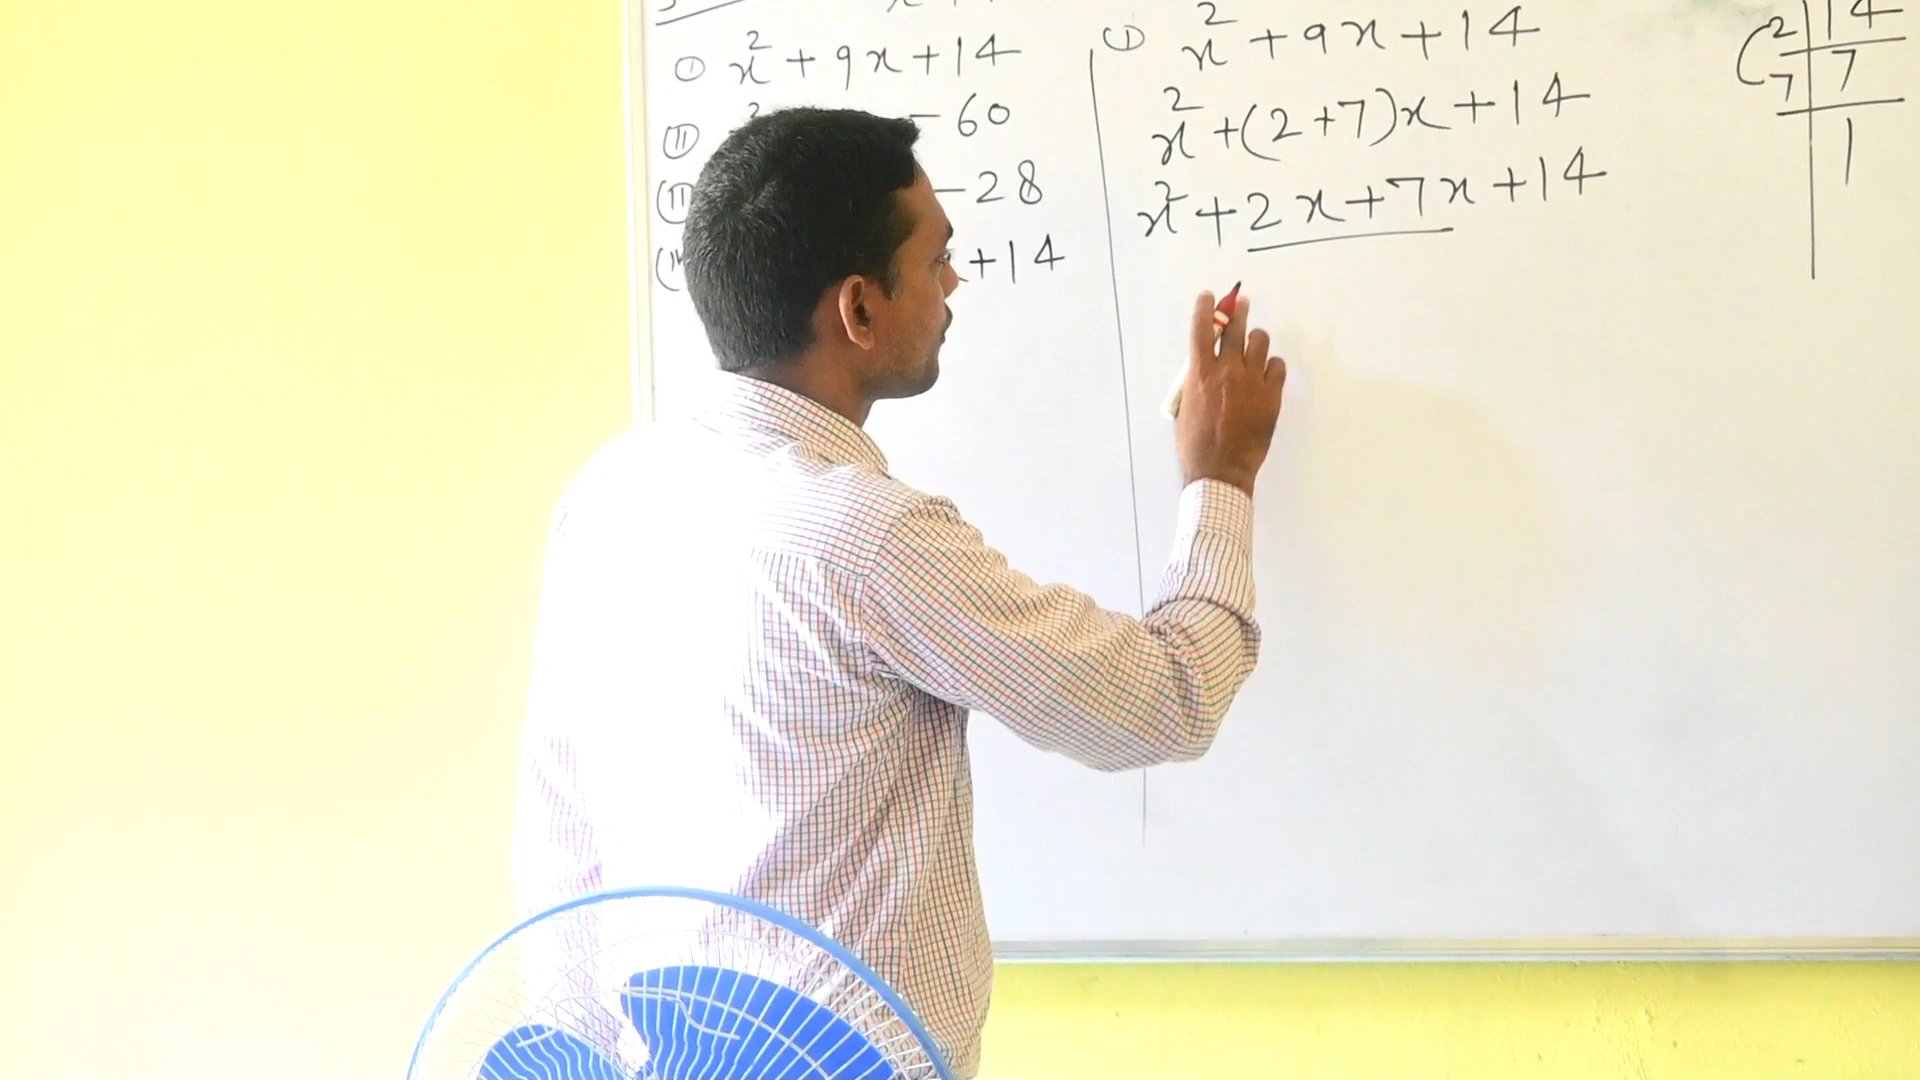 ① x² + 9x + 14
② - 60
- 28
+ 14
① x² + 9x + 14
x² + (2 + 7)x + 14
x² + 2x + 7x + 14
2 | 14
7 | 7
1